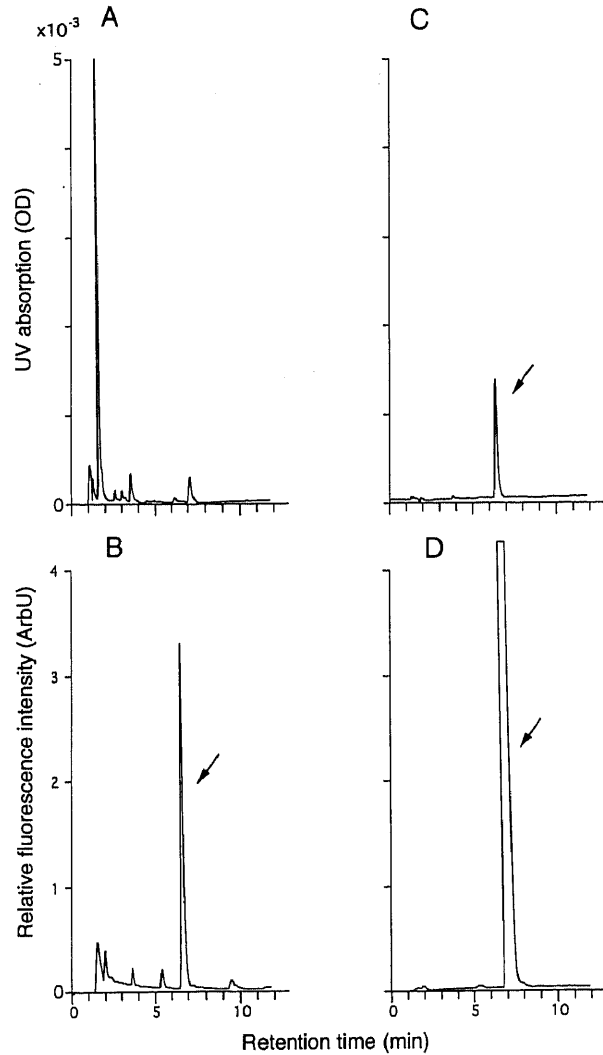 A
C
x10-3
5
UV absorption (OD)
0
B
D
4
3
2
1
0
Relative fluorescence intensity (ArbU)
0 5 10
0 5 10
Retention time (min)